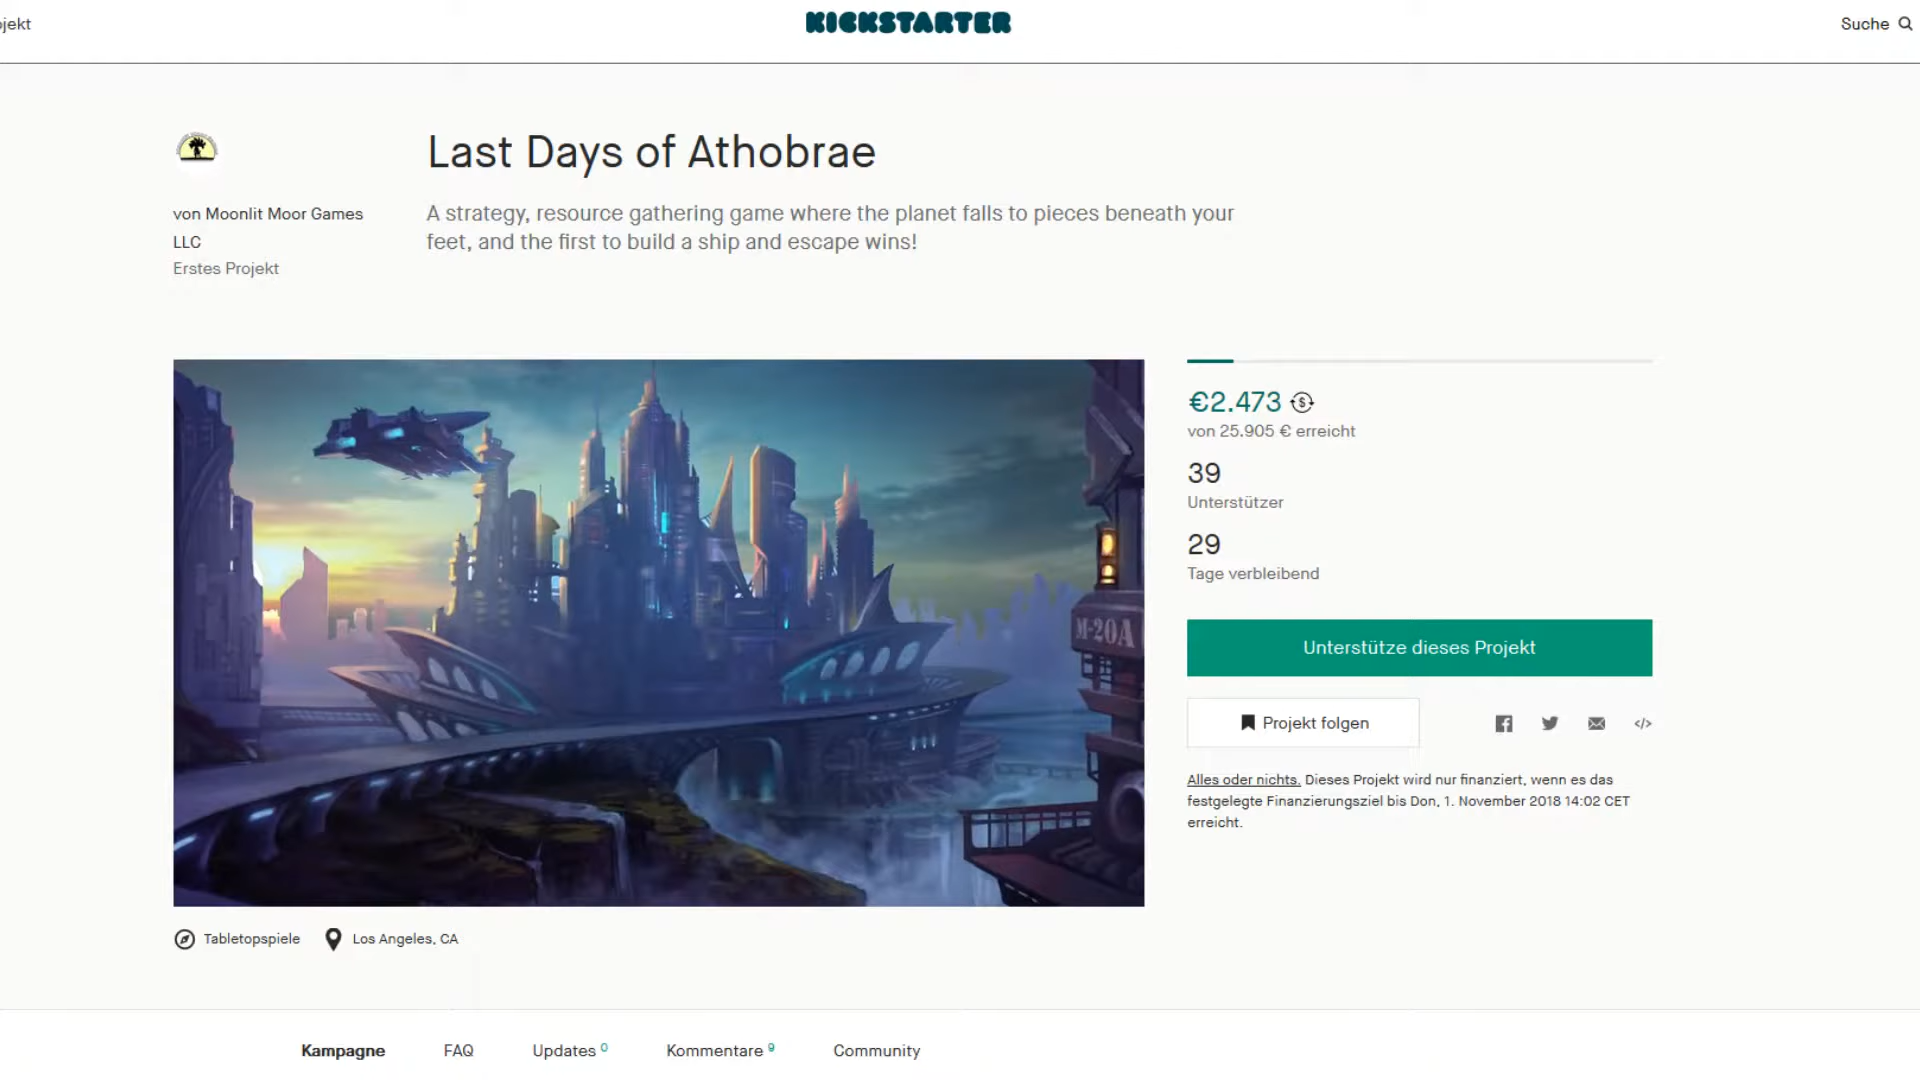 ojekt
KICKSTARTER
Suche
Last Days of Athobrae
von Moonlit Moor Games
LLC
Erstes Projekt
A strategy, resource gathering game where the planet falls to pieces beneath your
feet, and the first to build a ship and escape wins!
M-20A
€2.473
von 25.905 € erreicht
39
Unterstützer
29
Tage verbleibend
Unterstütze dieses Projekt
Projekt folgen
Alles oder nichts. Dieses Projekt wird nur finanziert, wenn es das
festgelegte Finanzierungsziel bis Don, 1. November 2018 14:02 CET
erreicht.
Tabletopspiele
Los Angeles, CA
Kampagne
FAQ
Updates 0
Kommentare 9
Community